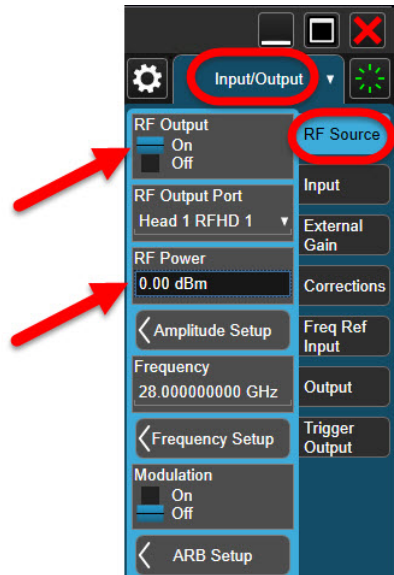 Input/Output
RF Output
On
Off
RF Output Port
Head 1 RFHD 1
RF Power
0.00 dBm
Amplitude Setup
Frequency
28.000000000 GHz
Frequency Setup
Modulation
On
Off
ARB Setup
RF Source
Input
External
Gain
Corrections
Freq Ref
Input
Output
Trigger
Output